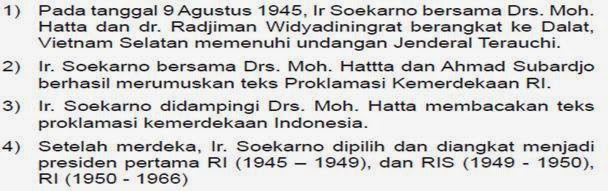 1) Pada tanggal 9 Agustus 1945, Ir Soekarno bersama Drs. Moh.
Hatta dan dr. Radjiman Widyadiningrat berangkat ke Dalat,
Vietnam Selatan memenuhi undangan Jenderal Terauchi.
2) Ir. Soekarno bersama Drs. Moh. Hattta dan Ahmad Subardjo
berhasil merumuskan teks Proklamasi Kemerdekaan RI.
3) Ir. Soekarno didampingi Drs. Moh. Hatta membacakan teks
proklamasi kemerdekaan Indonesia.
4) Setelah merdeka, Ir. Soekarno dipilih dan diangkat menjadi
presiden pertama RI (1945 – 1949), dan RIS (1949 - 1950),
RI (1950 - 1966)